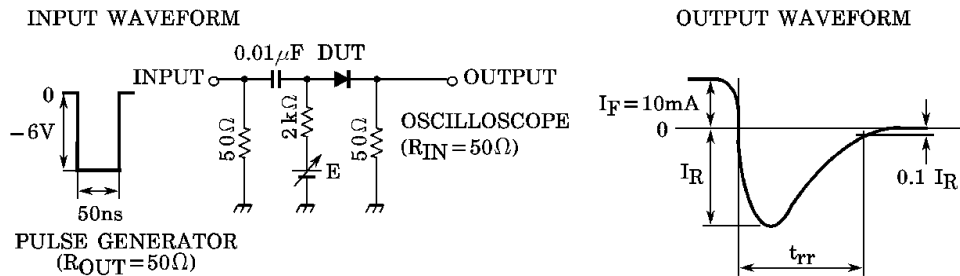 INPUT WAVEFORM
0
−6V
50ns
PULSE GENERATOR
(ROUT=50Ω)
0.01μF DUT
INPUT
OUTPUT
50Ω
2kΩ
50Ω
E
OSCILLOSCOPE
(RIN=50Ω)
OUTPUT WAVEFORM
IF=10mA
0
IR
0.1 IR
trr